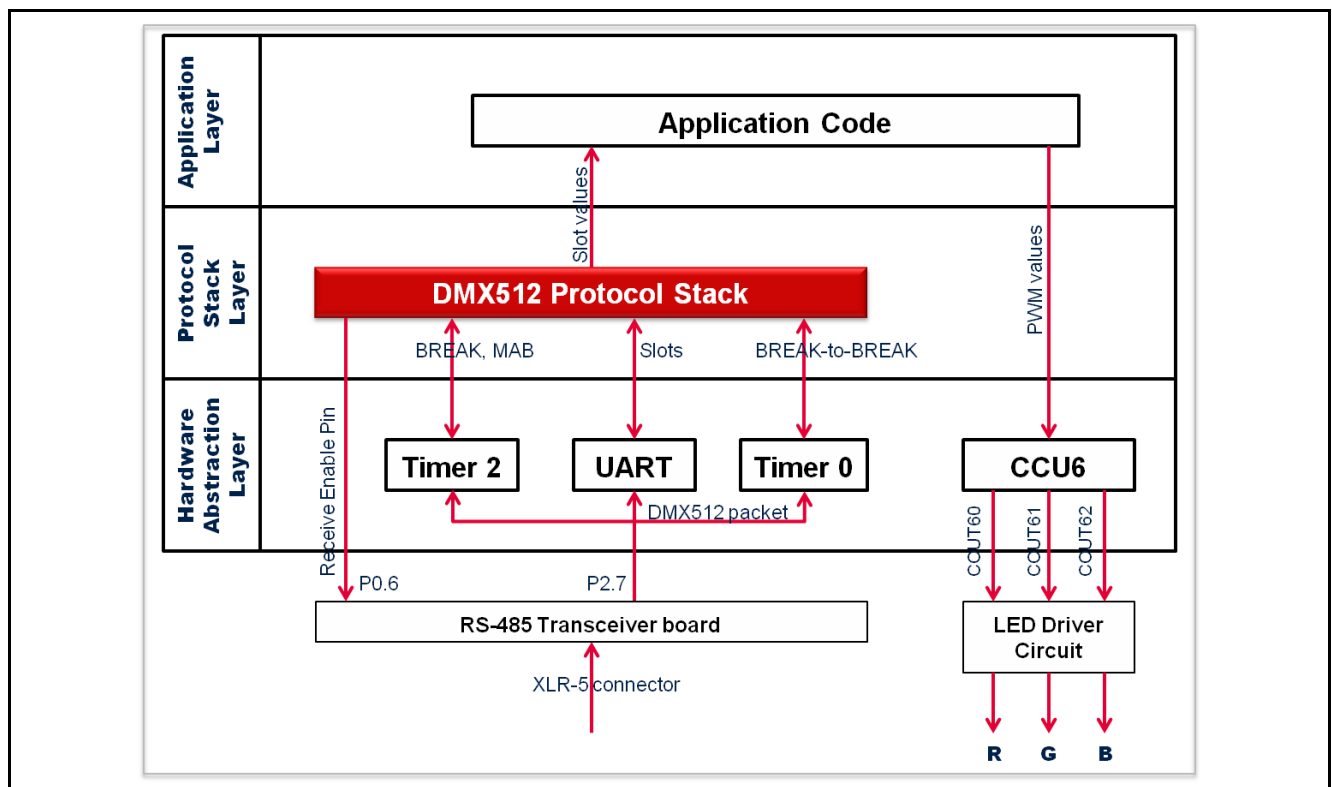 Application
Layer
Application Code
Slot values
PWM values
Protocol
Stack
Layer
DMX512 Protocol Stack
BREAK, MAB
Slots
BREAK-to-BREAK
Hardware
Abstraction
Layer
Receive Enable Pin
Timer 2
UART
Timer 0
CCU6
DMX512 packet
COUT60
COUT61
COUT62
P0.6
P2.7
RS-485 Transceiver board
LED Driver
Circuit
XLR-5 connector
R
G
B